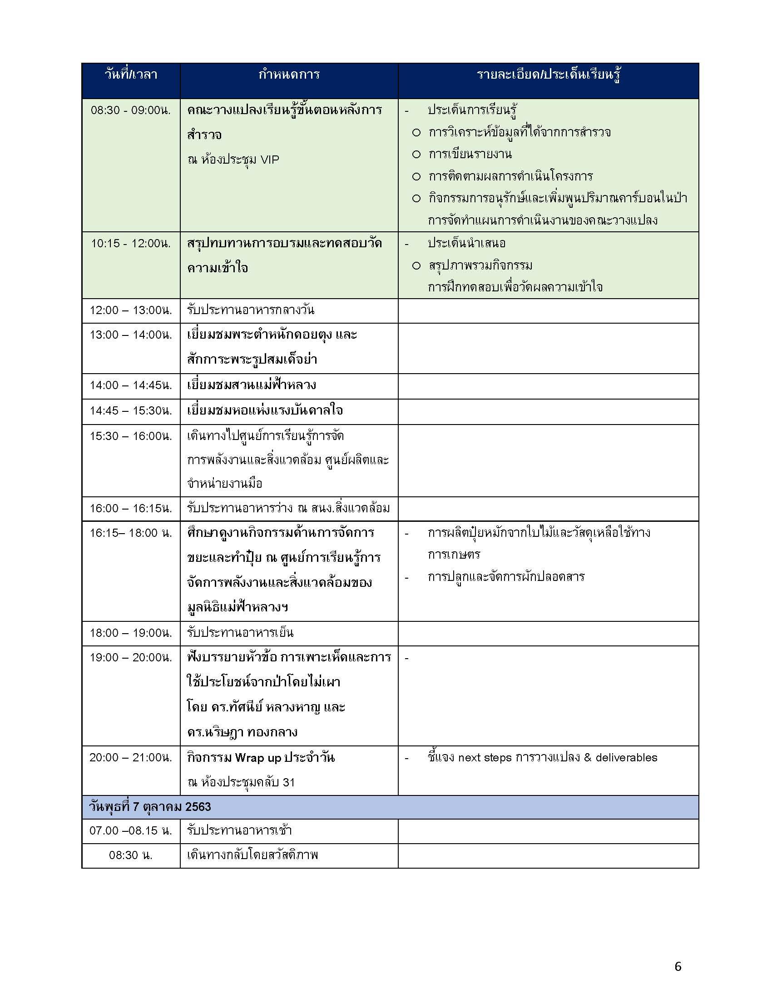 วันที่/เวลา กำหนดการ รายละเอียด/ประเด็นเรียนรู้
08:30 - 09:00น. คณะวางแปลงเรียนรู้ขั้นตอนหลังการ - ประเด็นการเรียนรู้
สำรวจ o การวิเคราะห์ข้อมูลที่ได้จากการสำรวจ
ณ ห้องประชุม VIP o การเขียนรายงาน
o การติดตามผลการดำเนินโครงการ
o กิจกรรมการอนุรักษ์และเพิ่มพูนปริมาณคาร์บอนในป่า
การจัดทำแผนการดำเนินงานของคณะวางแปลง
10:15 - 12:00น. สรุปทบทวนการอบรมและทดสอบวัด - ประเด็นนำเสนอ
ความเข้าใจ o สรุปภาพรวมกิจกรรม
การฝึกทดสอบเพื่อวัดผลความเข้าใจ
12:00 – 13:00น. รับประทานอาหารกลางวัน
13:00 – 14:00น. เยี่ยมชมพระตำหนักดอยตุง และ
สักการะพระรูปสมเด็จย่า
14:00 – 14:45น. เยี่ยมชมสวนแม่ฟ้าหลวง
14:45 – 15:30น. เยี่ยมชมหอแห่งแรงบันดาลใจ
15:30 – 16:00น. เดินทางไปศูนย์การเรียนรู้การจัด
การพลังงานและสิ่งแวดล้อม ศูนย์ผลิตและ
จำหน่ายงานมือ
16:00 – 16:15น. รับประทานอาหารว่าง ณ สนง.สิ่งแวดล้อม
16:15– 18:00 น. ศึกษาดูงานกิจกรรมด้านการจัดการ - การผลิตปุ๋ยหมักจากใบไม้และวัสดุเหลือใช้ทาง
ขยะและทำปุ๋ย ณ ศูนย์การเรียนรู้การ การเกษตร
จัดการพลังงานและสิ่งแวดล้อมของ - การปลูกและจัดการผักปลอดสาร
มูลนิธิแม่ฟ้าหลวงฯ
18:00 – 19:00น. รับประทานอาหารเย็น
19:00 – 20:00น. ฟังบรรยายหัวข้อ การเพาะเห็ดและการ -
ใช้ประโยชน์จากป่าโดยไม่เผา
โดย ดร.ทัศนีย์ หลวงหาญ และ
ดร.นริษฎา ทองกลาง
20:00 – 21:00น. กิจกรรม Wrap up ประจำวัน - ชี้แจง next steps การวางแปลง & deliverables
ณ ห้องประชุมคลับ 31
วันพุธที่ 7 ตุลาคม 2563
07.00 –08.15 น. รับประทานอาหารเช้า
08:30 น. เดินทางกลับโดยสวัสดิภาพ
6